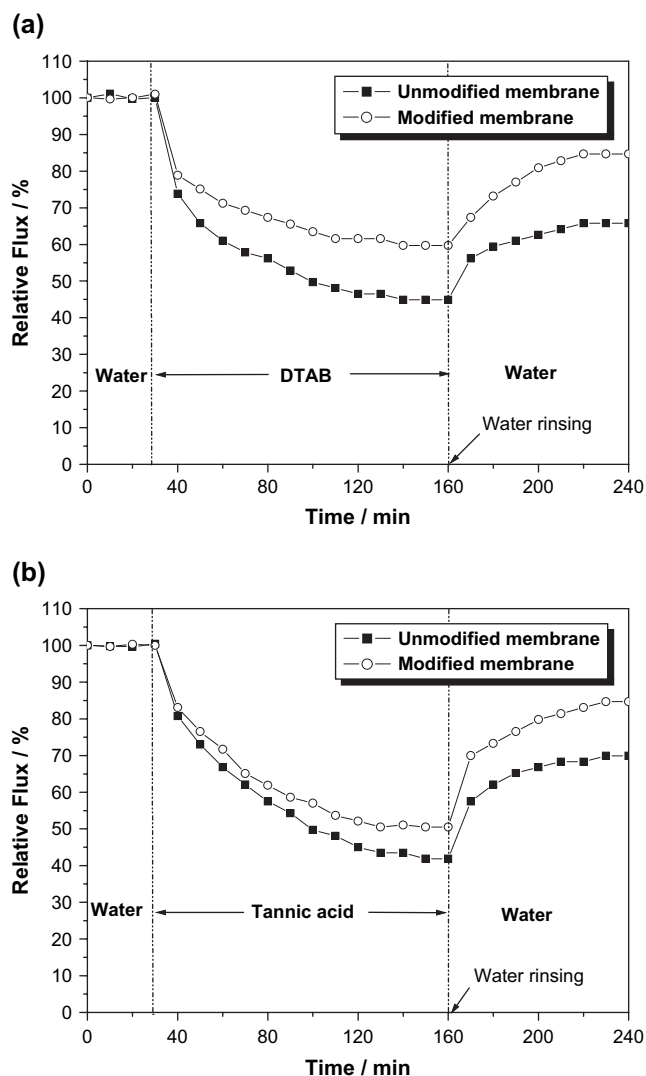 (a)
110
100
90
80
70
60
50
40
30
20
10
0
Relative Flux / %
Unmodified membrane
Modified membrane
Water
DTAB
Water
Water rinsing
0 40 80 120 160 200 240
Time / min
(b)
110
100
90
80
70
60
50
40
30
20
10
0
Relative Flux / %
Unmodified membrane
Modified membrane
Water
Tannic acid
Water
Water rinsing
0 40 80 120 160 200 240
Time / min